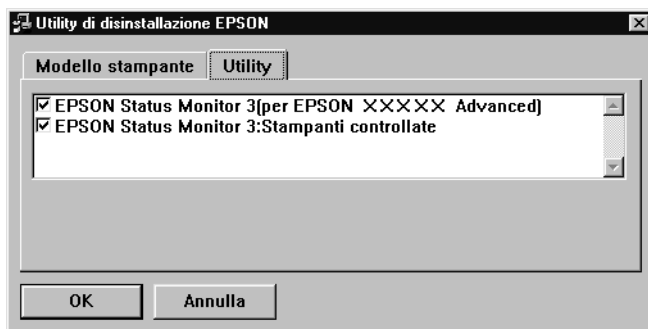 Utility di disinstallazione EPSON
Modello stampante
Utility
EPSON Status Monitor 3(per EPSON XXXXX Advanced)
EPSON Status Monitor 3:Stampanti controllate
OK
Annulla